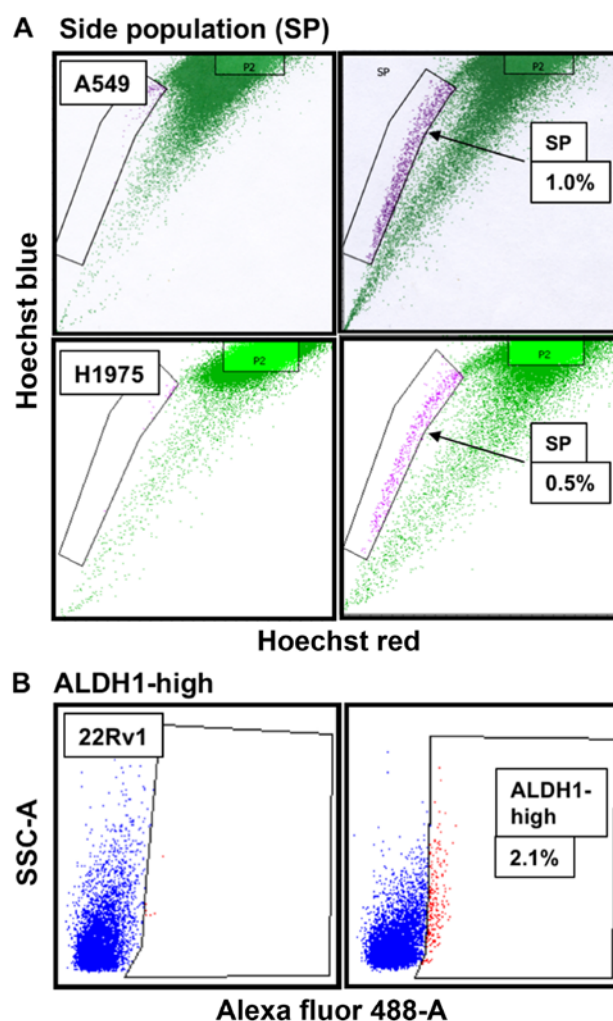 A Side population (SP)
A549
P2
SP
P2
SP
1.0%
Hoechst blue
H1975
P2
P2
SP
0.5%
Hoechst red
B ALDH1-high
22Rv1
SSC-A
ALDH1-
high
2.1%
Alexa fluor 488-A